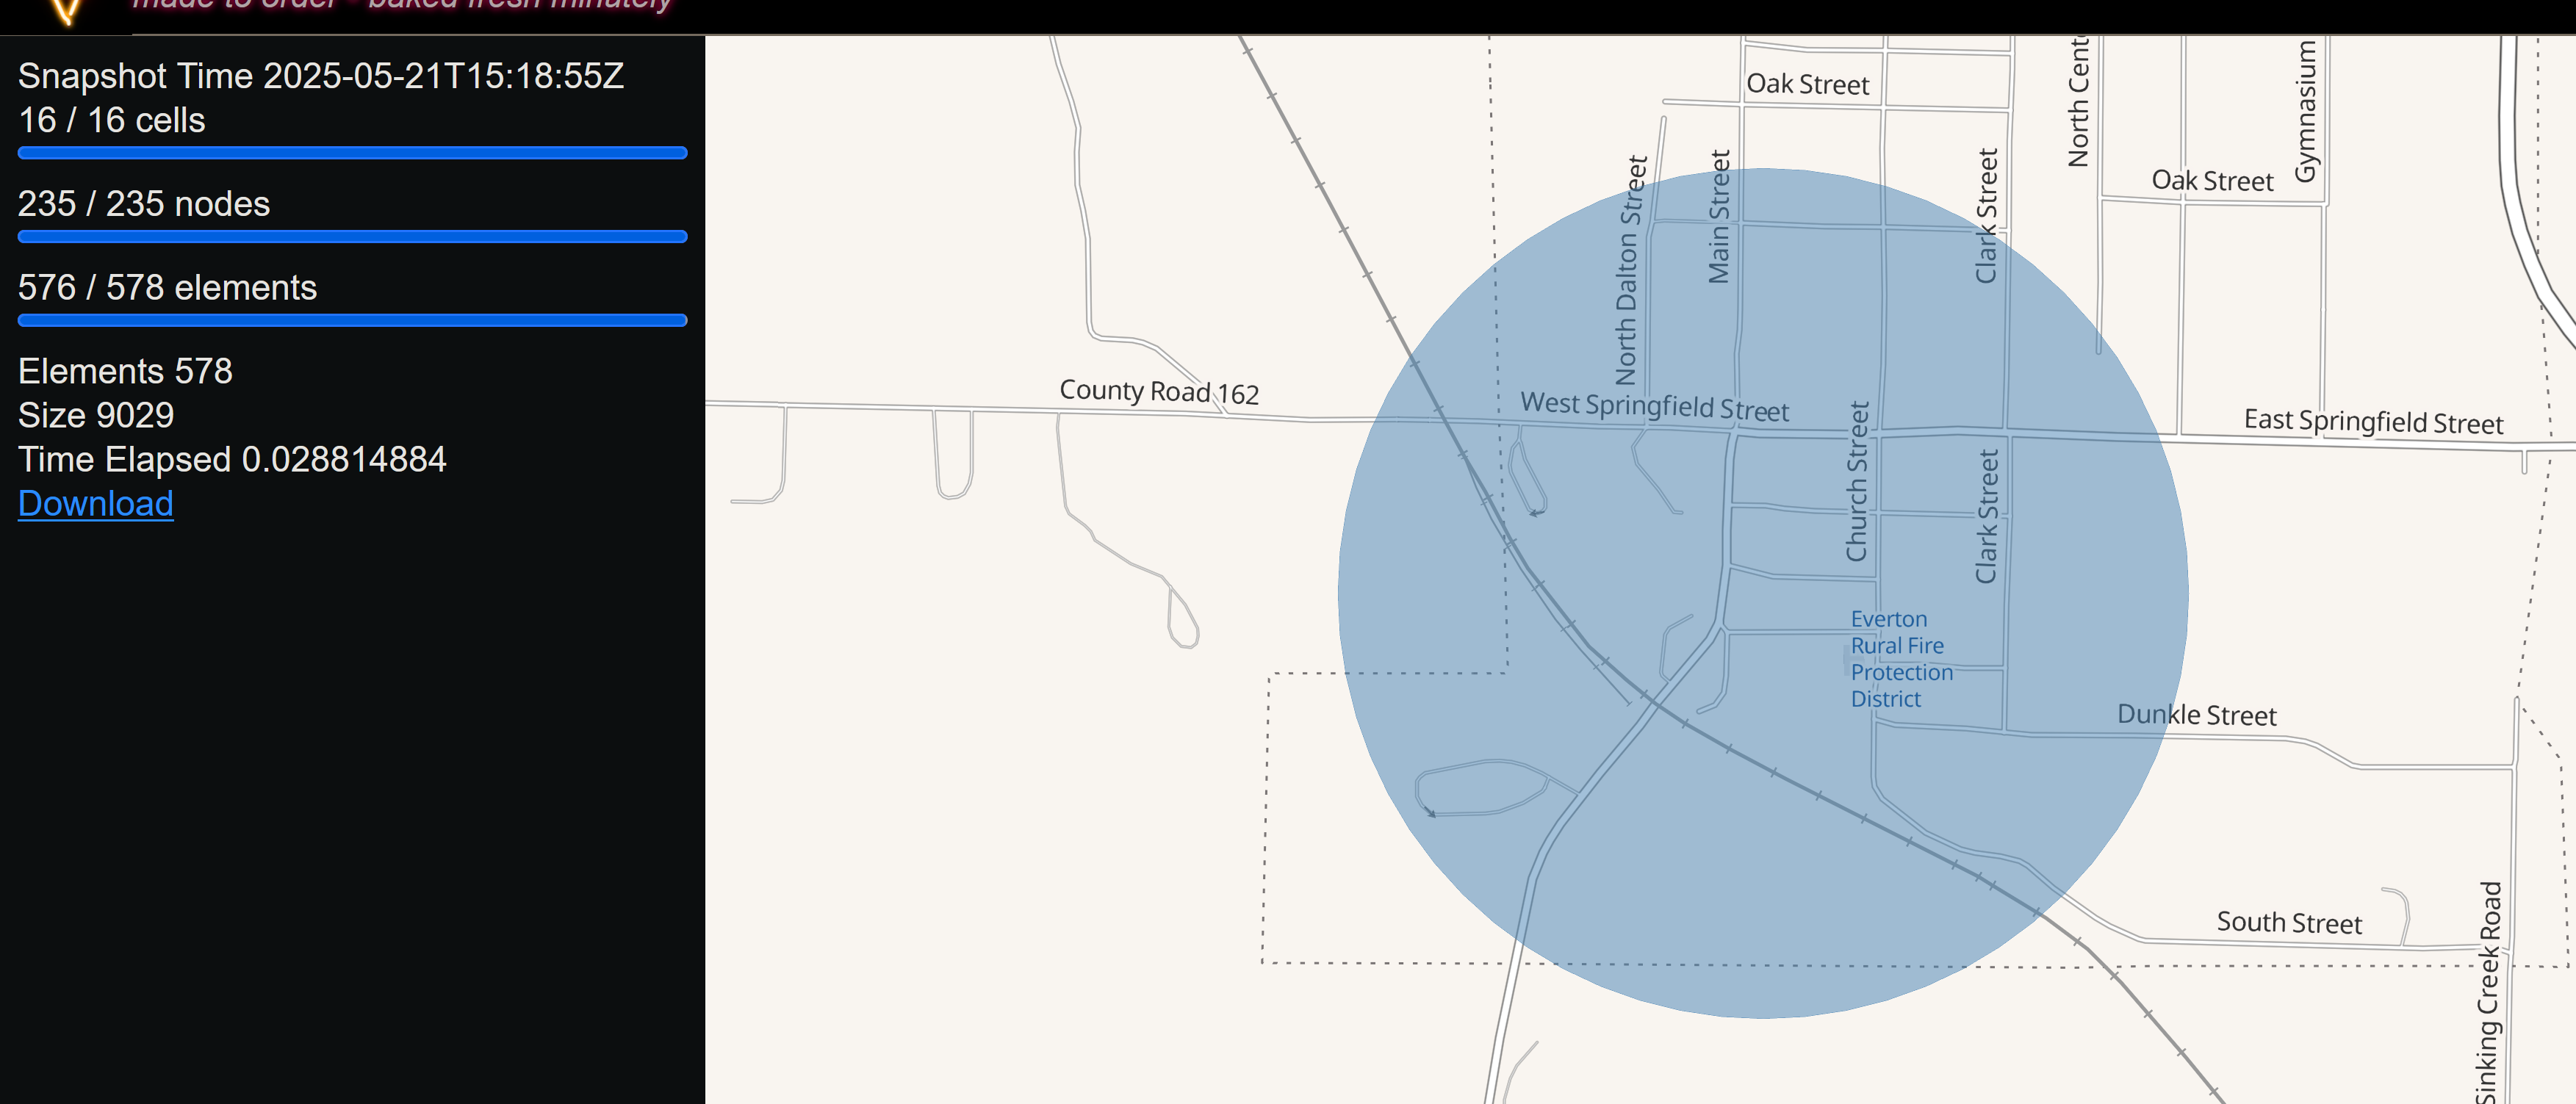 made to order - baked fresh minutely
Snapshot Time 2025-05-21T15:18:55Z
16 / 16 cells
235 / 235 nodes
576 / 578 elements
Elements 578
Size 9029
Time Elapsed 0.028814884
Download
Oak Street
North Cent
Gymnasium
Oak Street
North Dalton Street
Main Street
Clark Street
County Road 162
West Springfield Street
East Springfield Street
Church Street
Clark Street
Everton
Rural Fire
Protection
District
Dunkle Street
South Street
Sinking Creek Road